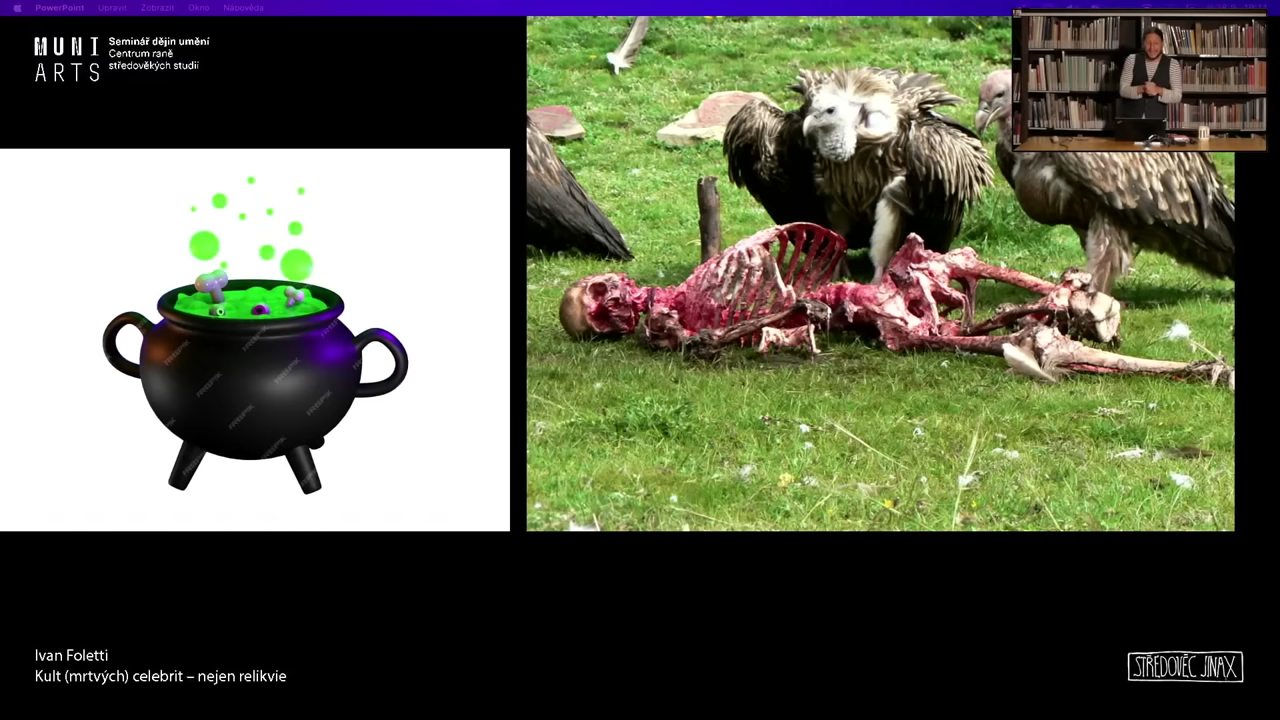 PowerPoint Upravit Zobrazit Okno Nápověda
MUNI
ARTS
Seminář dějin umění
Centrum raně
středověkých studií
Ivan Foletti
Kult (mrtvých) celebrit – nejen relikvie
STŘEDOVĚC JINAX